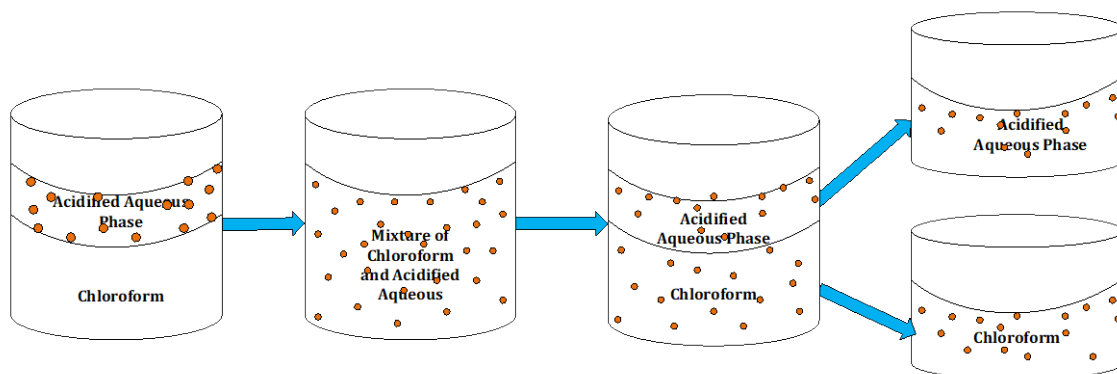 Acidified Aqueous
Phase
Chloroform
Mixture of
Chloroform
and Acidified
Aqueous
Acidified
Aqueous Phase
Chloroform
Acidified
Aqueous Phase
Chloroform